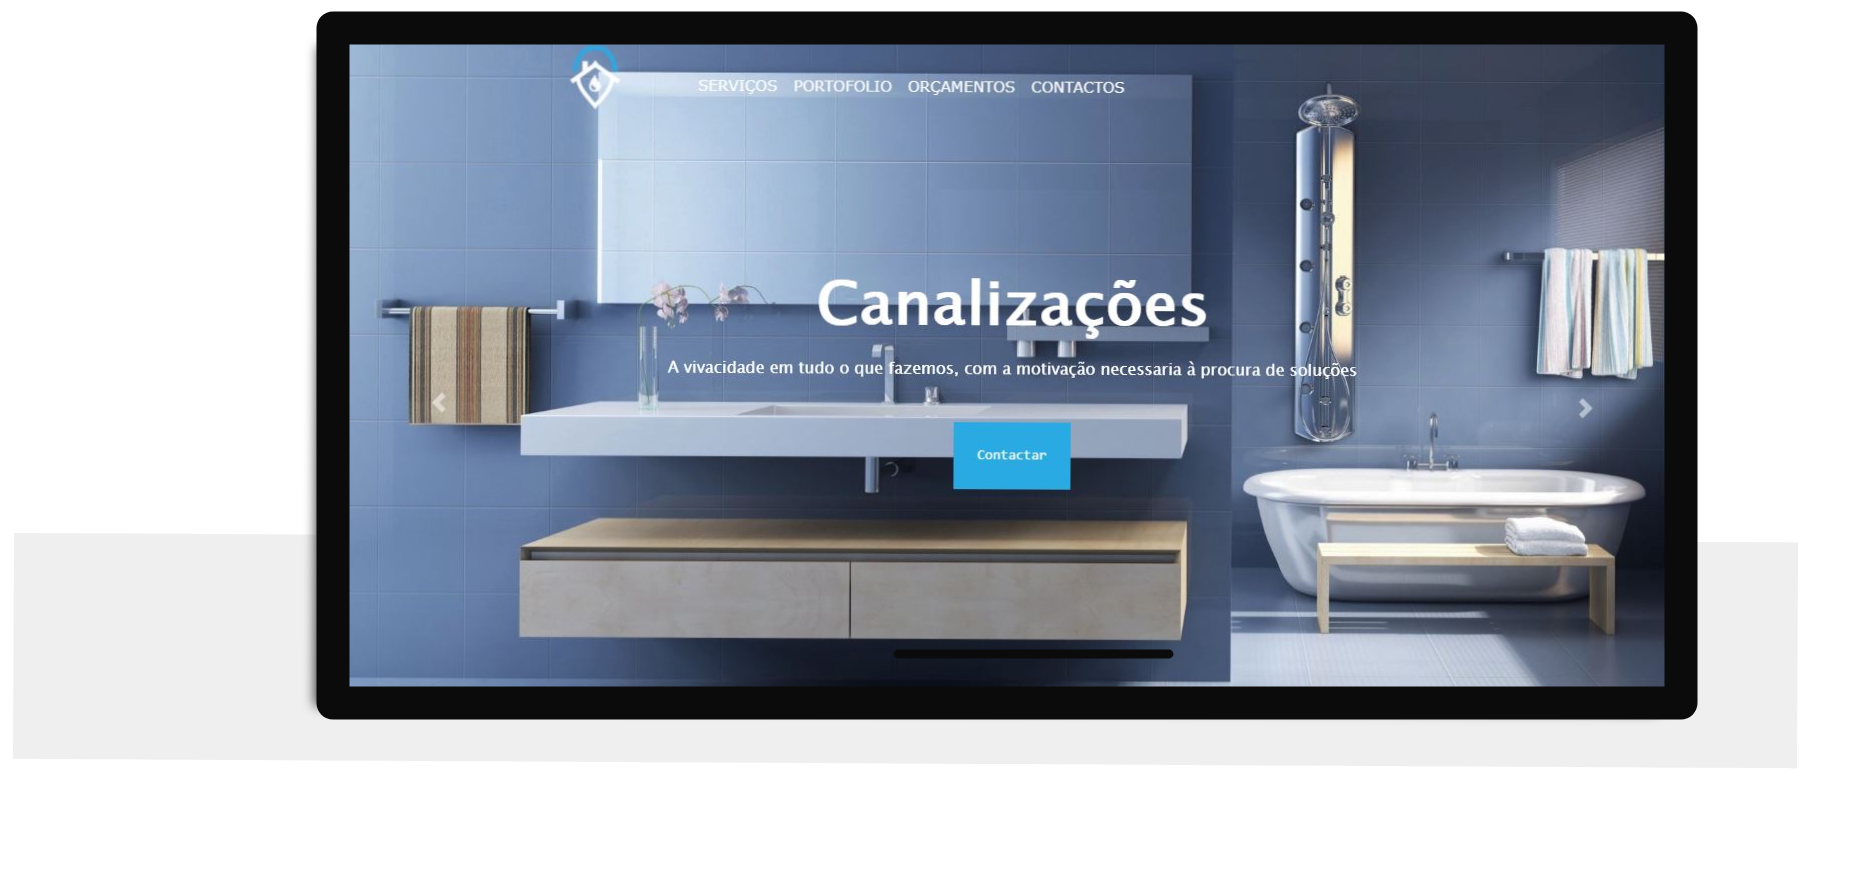 SERVIÇOS PORTOFOLIO ORÇAMENTOS CONTACTOS
Canalizações
A vivacidade em tudo o que fazemos, com a motivação necessaria à procura de soluções
Contactar